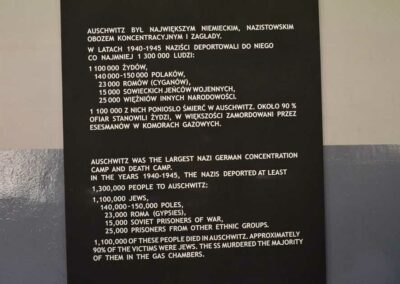 AUSCHWITZ BYŁ NAJWIĘKSZYM NIEMIECKIM, NAZISTOWSKIM
OBOZEM KONCENTRACYJNYM I ZAGŁADY.
W LATACH 1940-1945 NAZIŚCI DEPORTOWALI DO NIEGO
CO NAJMNIEJ 1 300 000 LUDZI:
1 100 000 ŻYDÓW,
140 000-150 000 POLAKÓW,
23 000 ROMÓW (CYGANÓW),
15 000 SOWIECKICH JEŃCÓW WOJENNYCH,
25 000 WIĘŹNIÓW INNYCH NARODOWOŚCI.
1 100 000 Z NICH PONIOSŁO ŚMIERĆ W AUSCHWITZ. OKOŁO 90 %
OFIAR STANOWILI ŻYDZI, W WIĘKSZOŚCI ZAMORDOWANI PRZEZ
ESESMANÓW W KOMORACH GAZOWYCH.
AUSCHWITZ WAS THE LARGEST NAZI GERMAN CONCENTRATION
CAMP AND DEATH CAMP.
IN THE YEARS 1940-1945, THE NAZIS DEPORTED AT LEAST
1,300,000 PEOPLE TO AUSCHWITZ:
1,100,000 JEWS,
140,000-150,000 POLES,
23,000 ROMA (GYPSIES),
15,000 SOVIET PRISONERS OF WAR,
25,000 PRISONERS FROM OTHER ETHNIC GROUPS.
1,100,000 OF THESE PEOPLE DIED IN AUSCHWITZ. APPROXIMATELY
90% OF THE VICTIMS WERE JEWS. THE SS MURDERED THE MAJORITY
OF THEM IN THE GAS CHAMBERS.